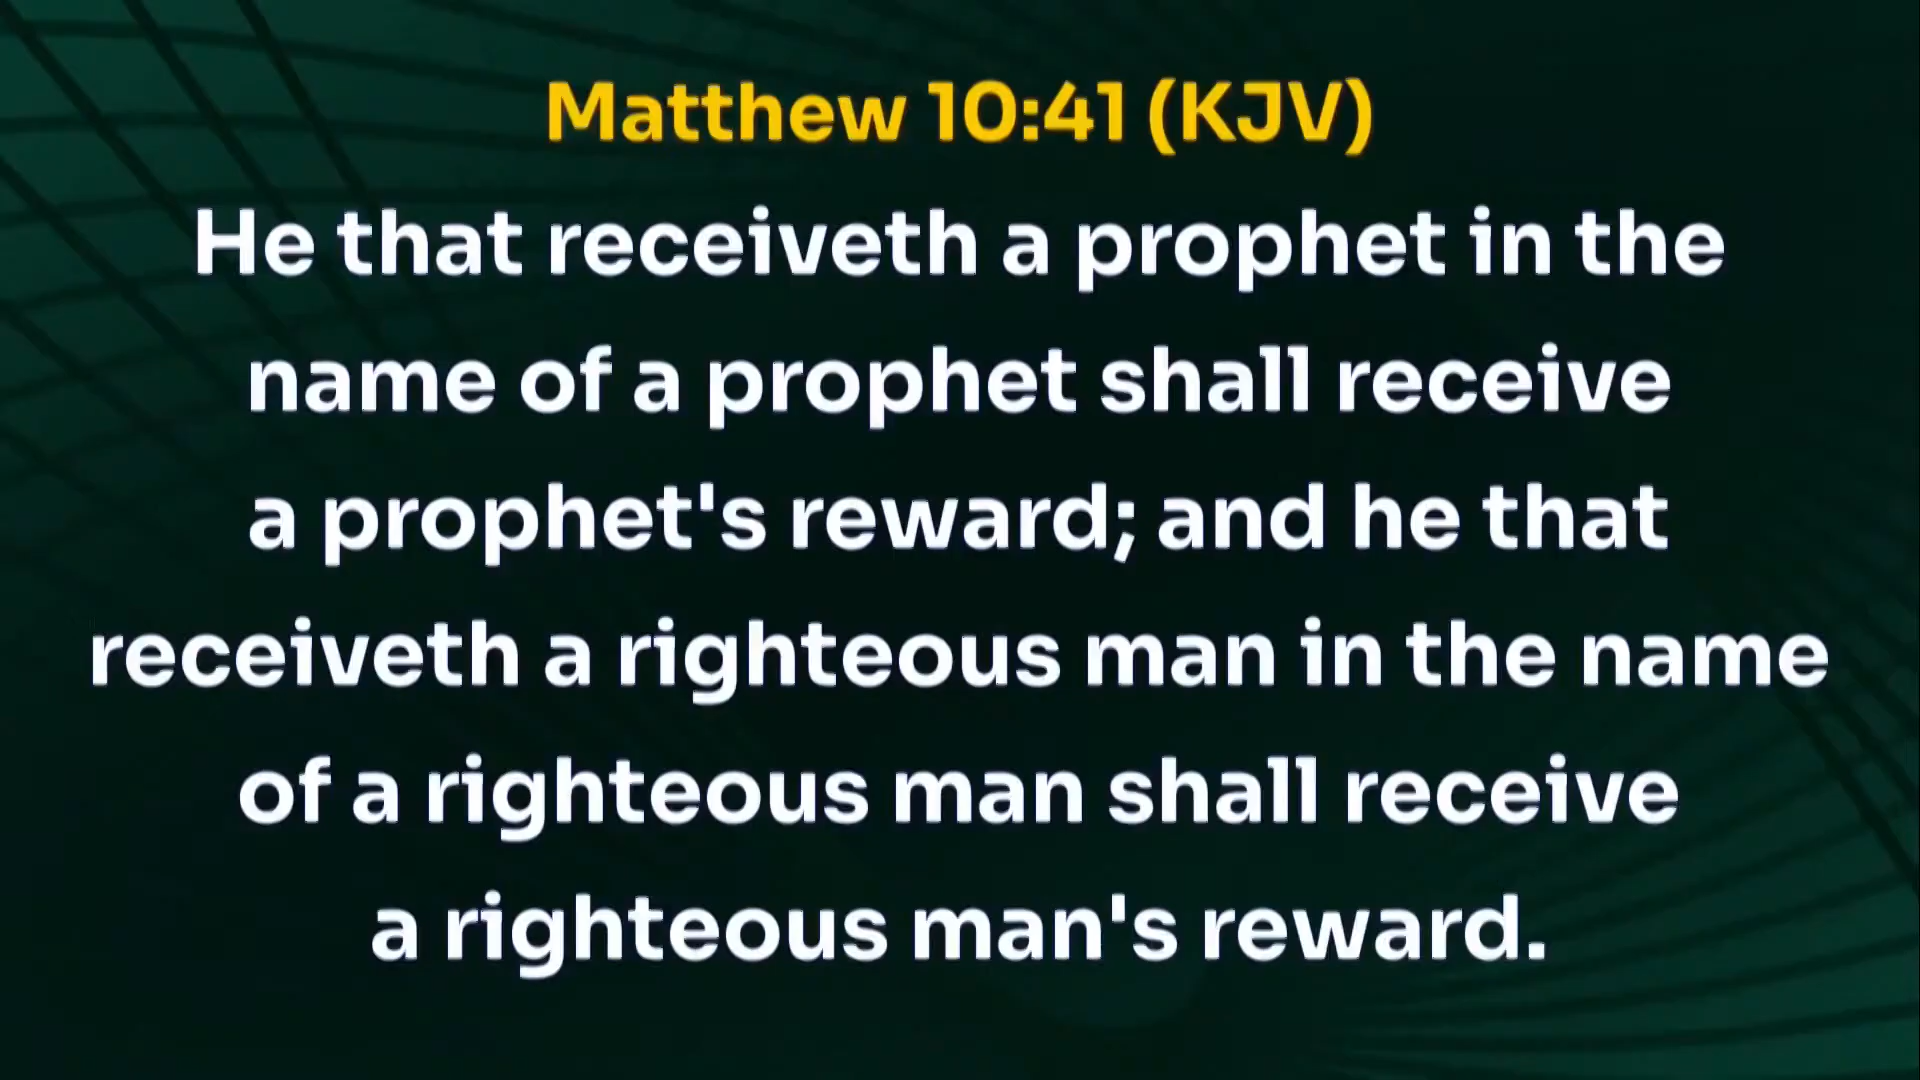 Matthew 10:41 (KJV)
He that receiveth a prophet in the
name of a prophet shall receive
a prophet's reward; and he that
receiveth a righteous man in the name
of a righteous man shall receive
a righteous man's reward.